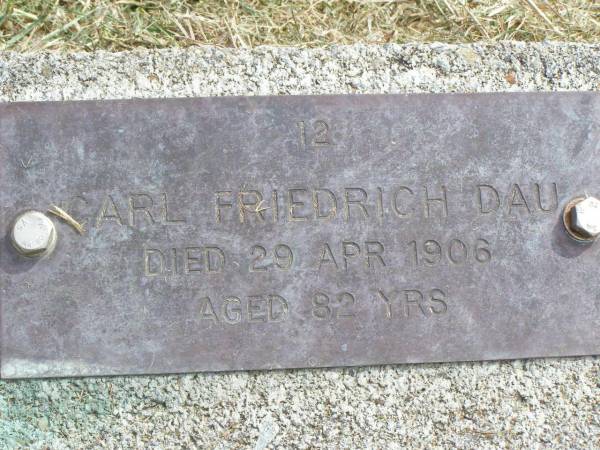 12
CARL FRIEDRICH DAU
DIED 29 APR 1906
AGED 82 YRS